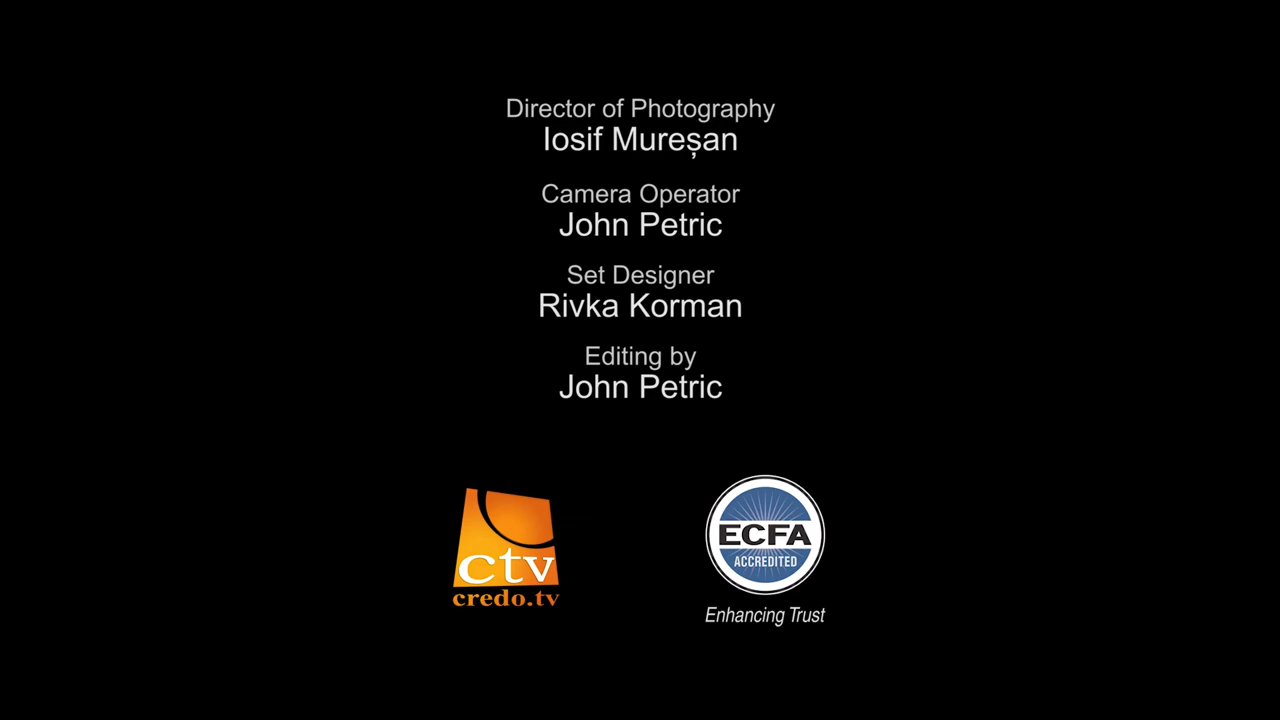 Director of Photography
Iosif Mureșan
Camera Operator
John Petric
Set Designer
Rivka Korman
Editing by
John Petric
ctv
credo.tv
ECFA
ACCREDITED
Enhancing Trust